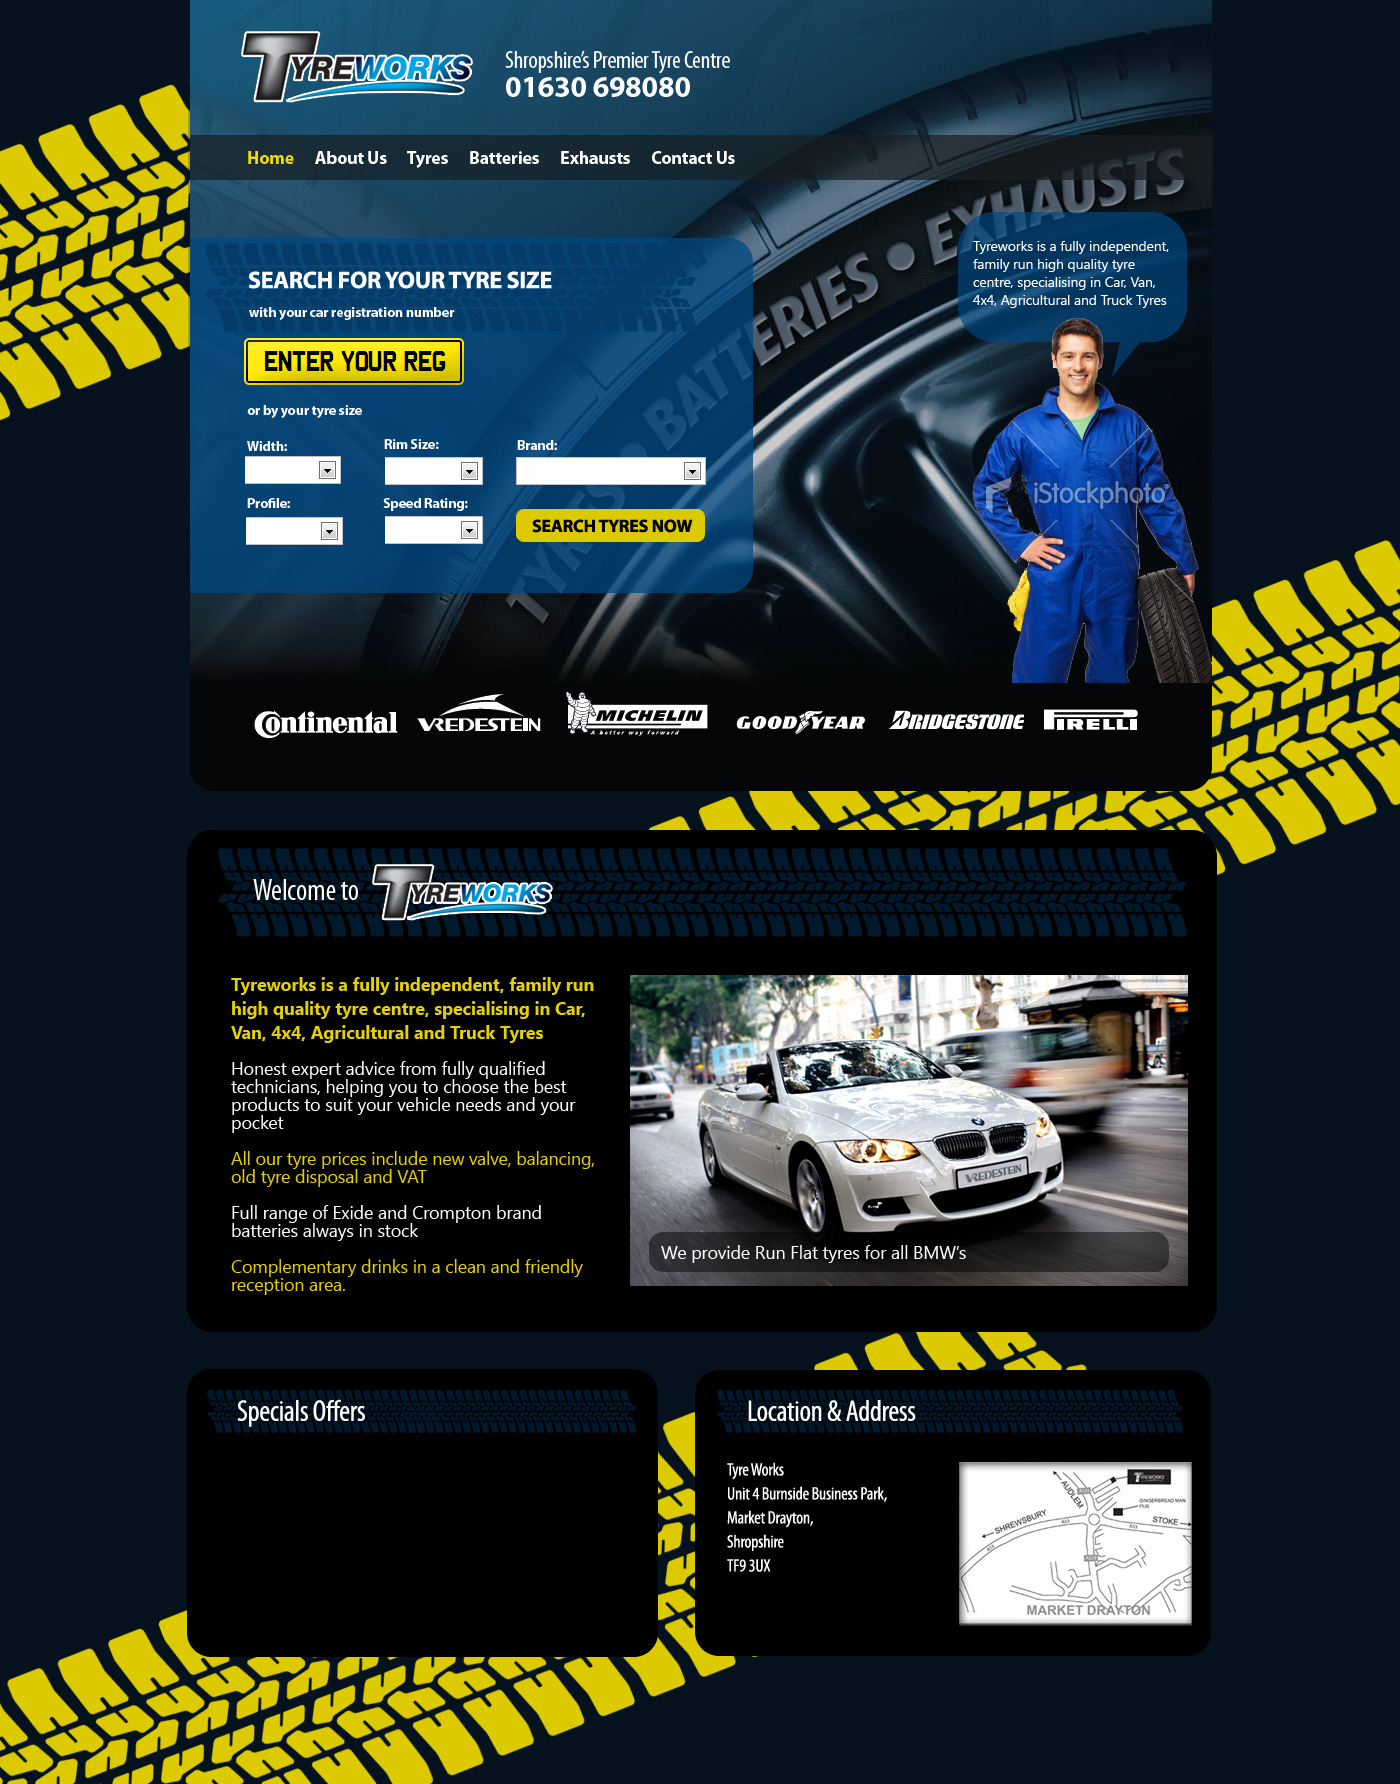 TYREWORKS
Shropshire's Premier Tyre Centre
01630 698080
Home About Us Tyres Batteries Exhausts Contact Us
TYRES • BATTERIES • EXHAUSTS
SEARCH FOR YOUR TYRE SIZE
with your car registration number
ENTER YOUR REG
or by your tyre size
Width:
Rim Size:
Brand:
Profile:
Speed Rating:
SEARCH TYRES NOW
Tyreworks is a fully independent,
family run high quality tyre
centre, specialising in Car, Van,
4x4, Agricultural and Truck Tyres
iStockphoto
Continental
VREDESTEIN
MICHELIN
A better way forward
GOODYEAR
BRIDGESTONE
PIRELLI
Welcome to TYREWORKS
Tyreworks is a fully independent, family run
high quality tyre centre, specialising in Car,
Van, 4x4, Agricultural and Truck Tyres
Honest expert advice from fully qualified
technicians, helping you to choose the best
products to suit your vehicle needs and your
pocket
All our tyre prices include new valve, balancing,
old tyre disposal and VAT
Full range of Exide and Crompton brand
batteries always in stock
Complementary drinks in a clean and friendly
reception area.
VREDESTEIN
We provide Run Flat tyres for all BMW's
Specials Offers
Location & Address
Tyre Works
Unit 4 Burnside Business Park,
Market Drayton,
Shropshire
TF9 3UX
TYREWORKS
AUDLEM
GINGERBREAD MAN
PUB
SHREWSBURY
A53
A53
STOKE
A53
MARKET DRAYTON